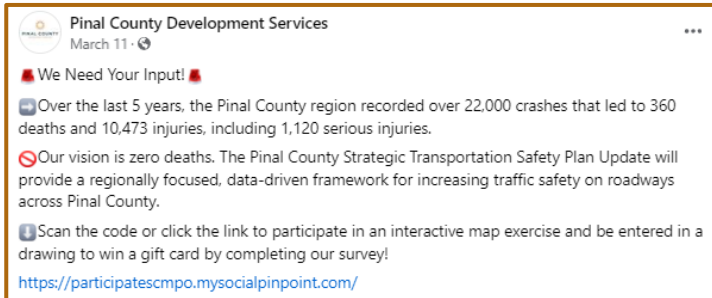 Pinal County Development Services
March 11 ·
PINAL COUNTY
🚨We Need Your Input!🚨
➡️Over the last 5 years, the Pinal County region recorded over 22,000 crashes that led to 360
deaths and 10,473 injuries, including 1,120 serious injuries.
🚫Our vision is zero deaths. The Pinal County Strategic Transportation Safety Plan Update will
provide a regionally focused, data-driven framework for increasing traffic safety on roadways
across Pinal County.
⬇️Scan the code or click the link to participate in an interactive map exercise and be entered in a
drawing to win a gift card by completing our survey!
https://participatescmpo.mysocialpinpoint.com/